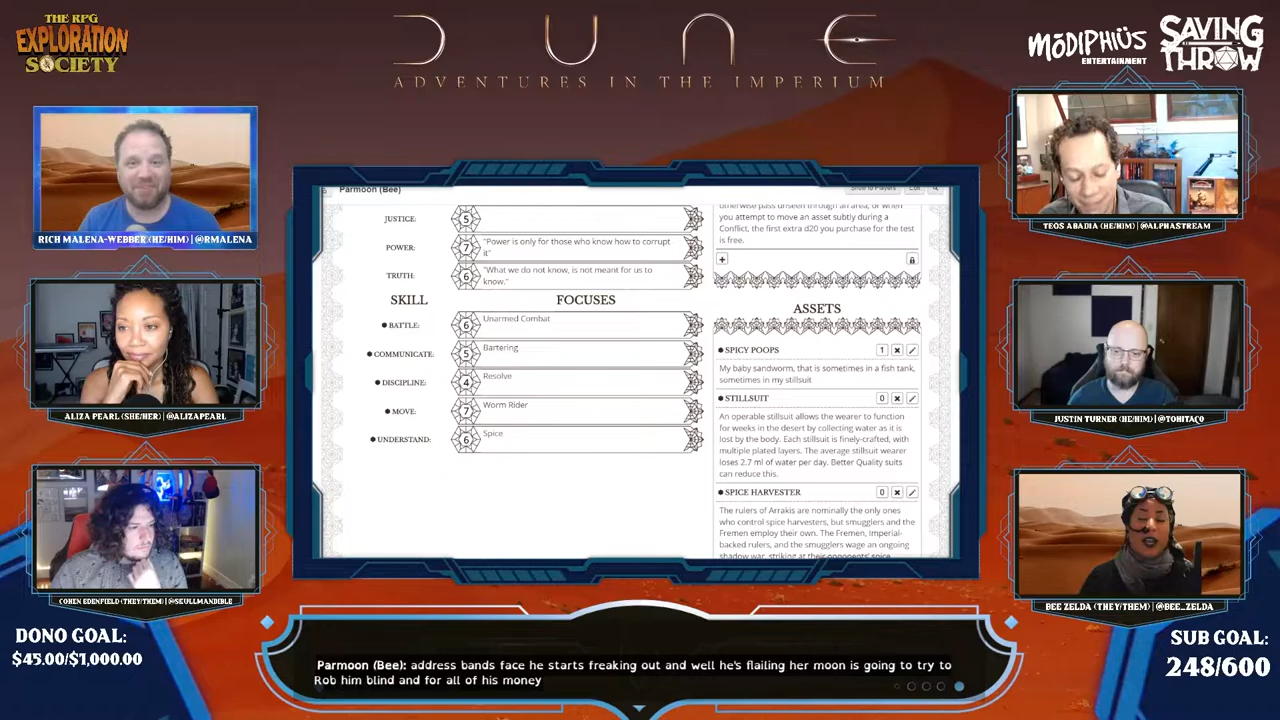 THE RPG
EXPLORATION
SOCIETY
DUNE
ADVENTURES IN THE IMPERIUM
MŌDIPHIÜS
ENTERTAINMENT
SAVING
THROW
RICH MALENA-WEBBER (HE/HIM) | @RMALENA
ALIZA PEARL (SHE/HER) | @ALIZAPEARL
COHEN EDENFIELD (THEY/THEM) | @SKULLMANDIBLE
DONO GOAL:
$45.00/$1,000.00
Parmoon (Bee)
Show to Players
Edit
JUSTICE:
5
POWER:
7
"Power is only for those who know how to corrupt
it"
TRUTH:
6
"What we do not know, is not meant for us to
know."
SKILL
FOCUSES
BATTLE:
6
Unarmed Combat
COMMUNICATE:
5
Bartering
DISCIPLINE:
4
Resolve
MOVE:
7
Worm Rider
UNDERSTAND:
6
Spice
otherwise pass unseen through an area, or when
you attempt to move an asset subtly during a
Conflict, the first extra d20 you purchase for the test
is free.
ASSETS
SPICY POOPS
1
My baby sandworm, that is sometimes in a fish tank,
sometimes in my stillsuit
STILLSUIT
0
An operable stillsuit allows the wearer to function
for weeks in the desert by collecting water as it is
lost by the body. Each stillsuit is finely-crafted, with
multiple plated layers. The average stillsuit wearer
loses 2.7 ml of water per day. Better Quality suits
can reduce this.
SPICE HARVESTER
0
The rulers of Arrakis are nominally the only ones
who control spice harvesters, but smugglers and the
Fremen employ their own. The Fremen, Imperial-
backed rulers, and the smugglers wage an ongoing
shadow war, striking at their opponents' spice
TEOS ABADIA (HE/HIM) | @ALPHASTREAM
JUSTIN TURNER (HE/HIM) | @TOHITACO
BEE ZELDA (THEY/THEM) | @BEE_ZELDA
SUB GOAL:
248/600
Parmoon (Bee): address bands face he starts freaking out and well he's flailing her moon is going to try to
Rob him blind and for all of his money